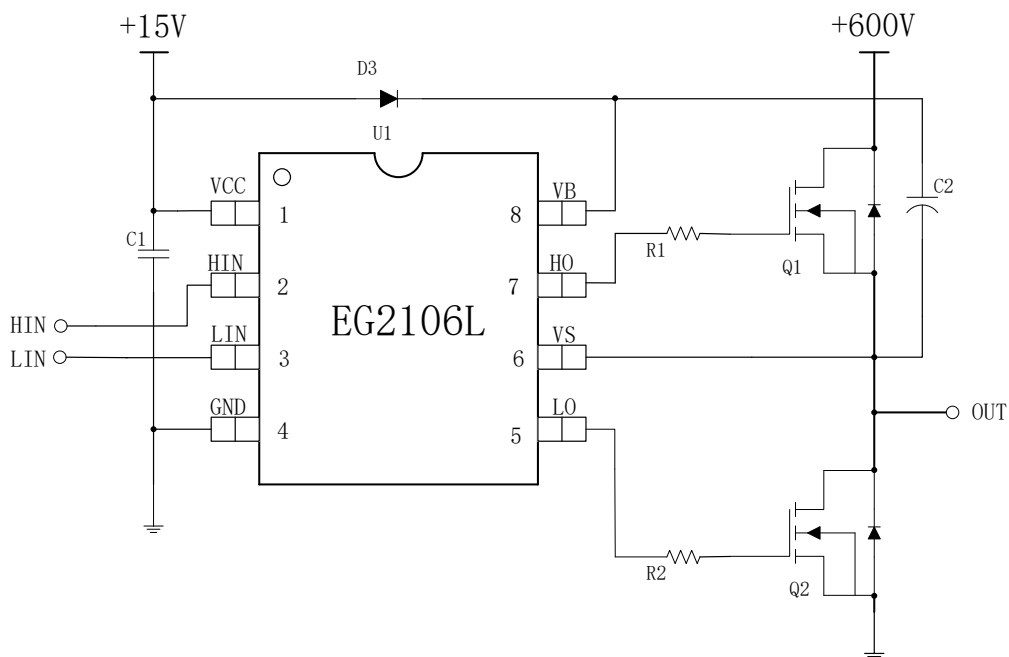 +15V
+600V
D3
U1
VCC
VB
C2
1
8
C1
R1
HIN
HO
Q1
2
7
EG2106L
HIN
LIN
VS
LIN
3
6
GND
LO
OUT
4
5
R2
Q2